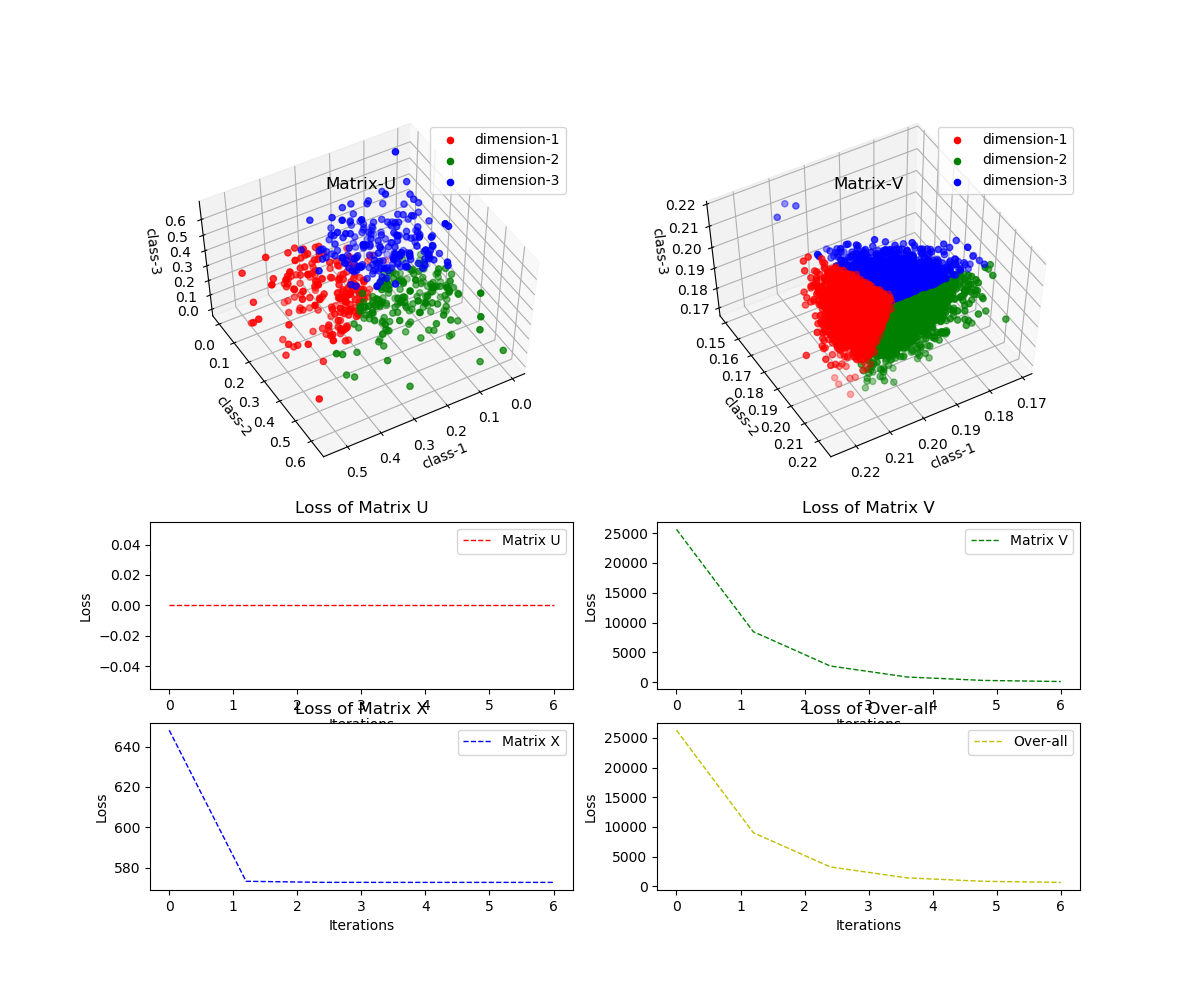 Matrix-U
dimension-1
dimension-2
dimension-3
class-3
0.6
0.5
0.4
0.3
0.2
0.1
0.0
class-2
0.0
0.1
0.2
0.3
0.4
0.5
0.6
class-1
0.5
0.4
0.3
0.2
0.1
0.0
Matrix-V
dimension-1
dimension-2
dimension-3
class-3
0.22
0.21
0.20
0.19
0.18
0.17
class-2
0.15
0.16
0.17
0.18
0.19
0.20
0.21
0.22
class-1
0.22
0.21
0.20
0.19
0.18
0.17
Loss of Matrix U
Matrix U
Loss
0.04
0.02
0.00
−0.02
−0.04
0 1 2 3 4 5 6
Iterations
Loss of Matrix V
Matrix V
Loss
25000
20000
15000
10000
5000
0
0 1 2 3 4 5 6
Iterations
Loss of Matrix X
Matrix X
Loss
640
620
600
580
0 1 2 3 4 5 6
Iterations
Loss of Over-all
Over-all
Loss
25000
20000
15000
10000
5000
0
0 1 2 3 4 5 6
Iterations